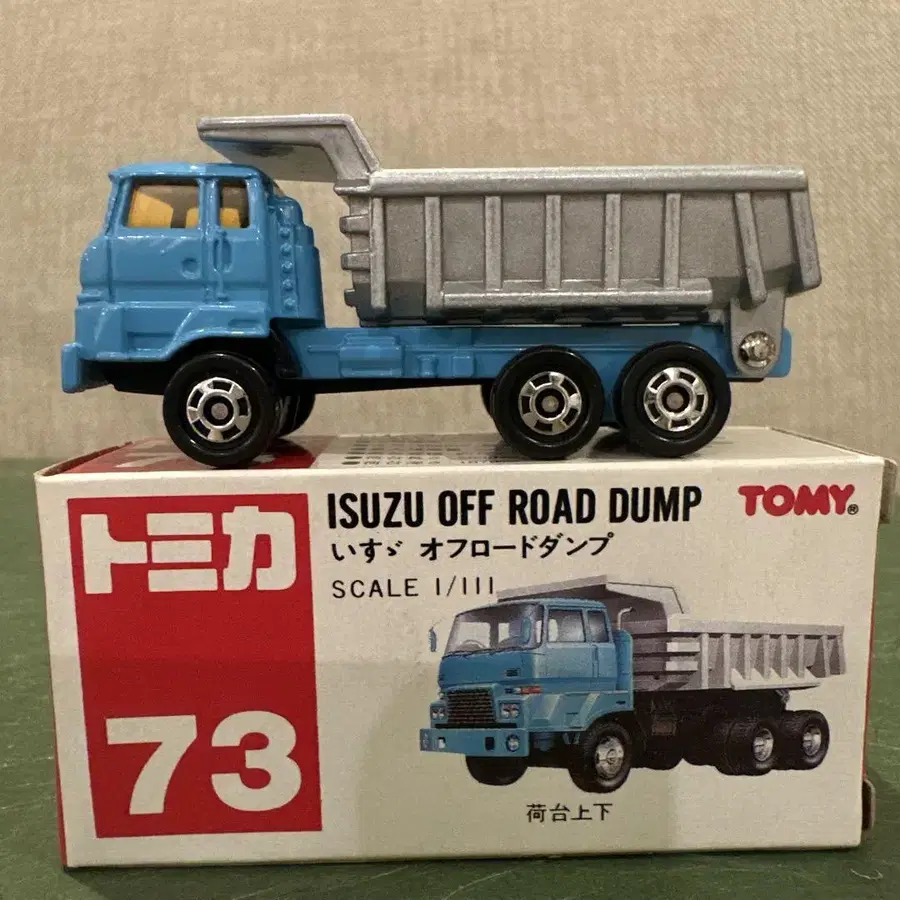 トミカ
73
ISUZU OFF ROAD DUMP
いすゞ オフロードダンプ
SCALE 1/111
TOMY®
荷台上下